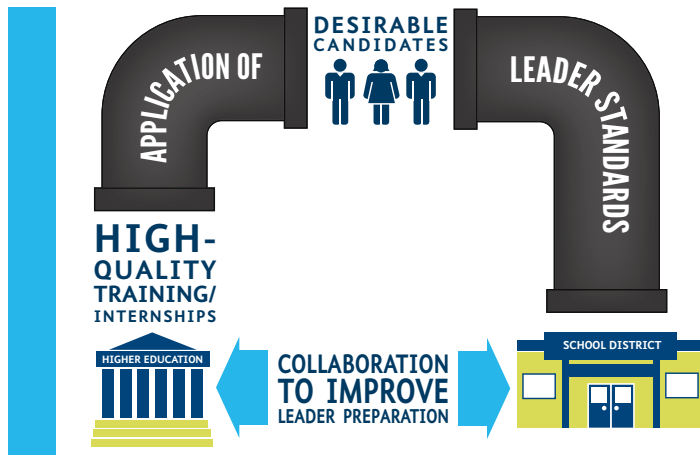 DESIRABLE
CANDIDATES
APPLICATION OF
LEADER STANDARDS
HIGH-
QUALITY
TRAINING/
INTERNSHIPS
HIGHER EDUCATION
COLLABORATION
TO IMPROVE
LEADER PREPARATION
SCHOOL DISTRICT